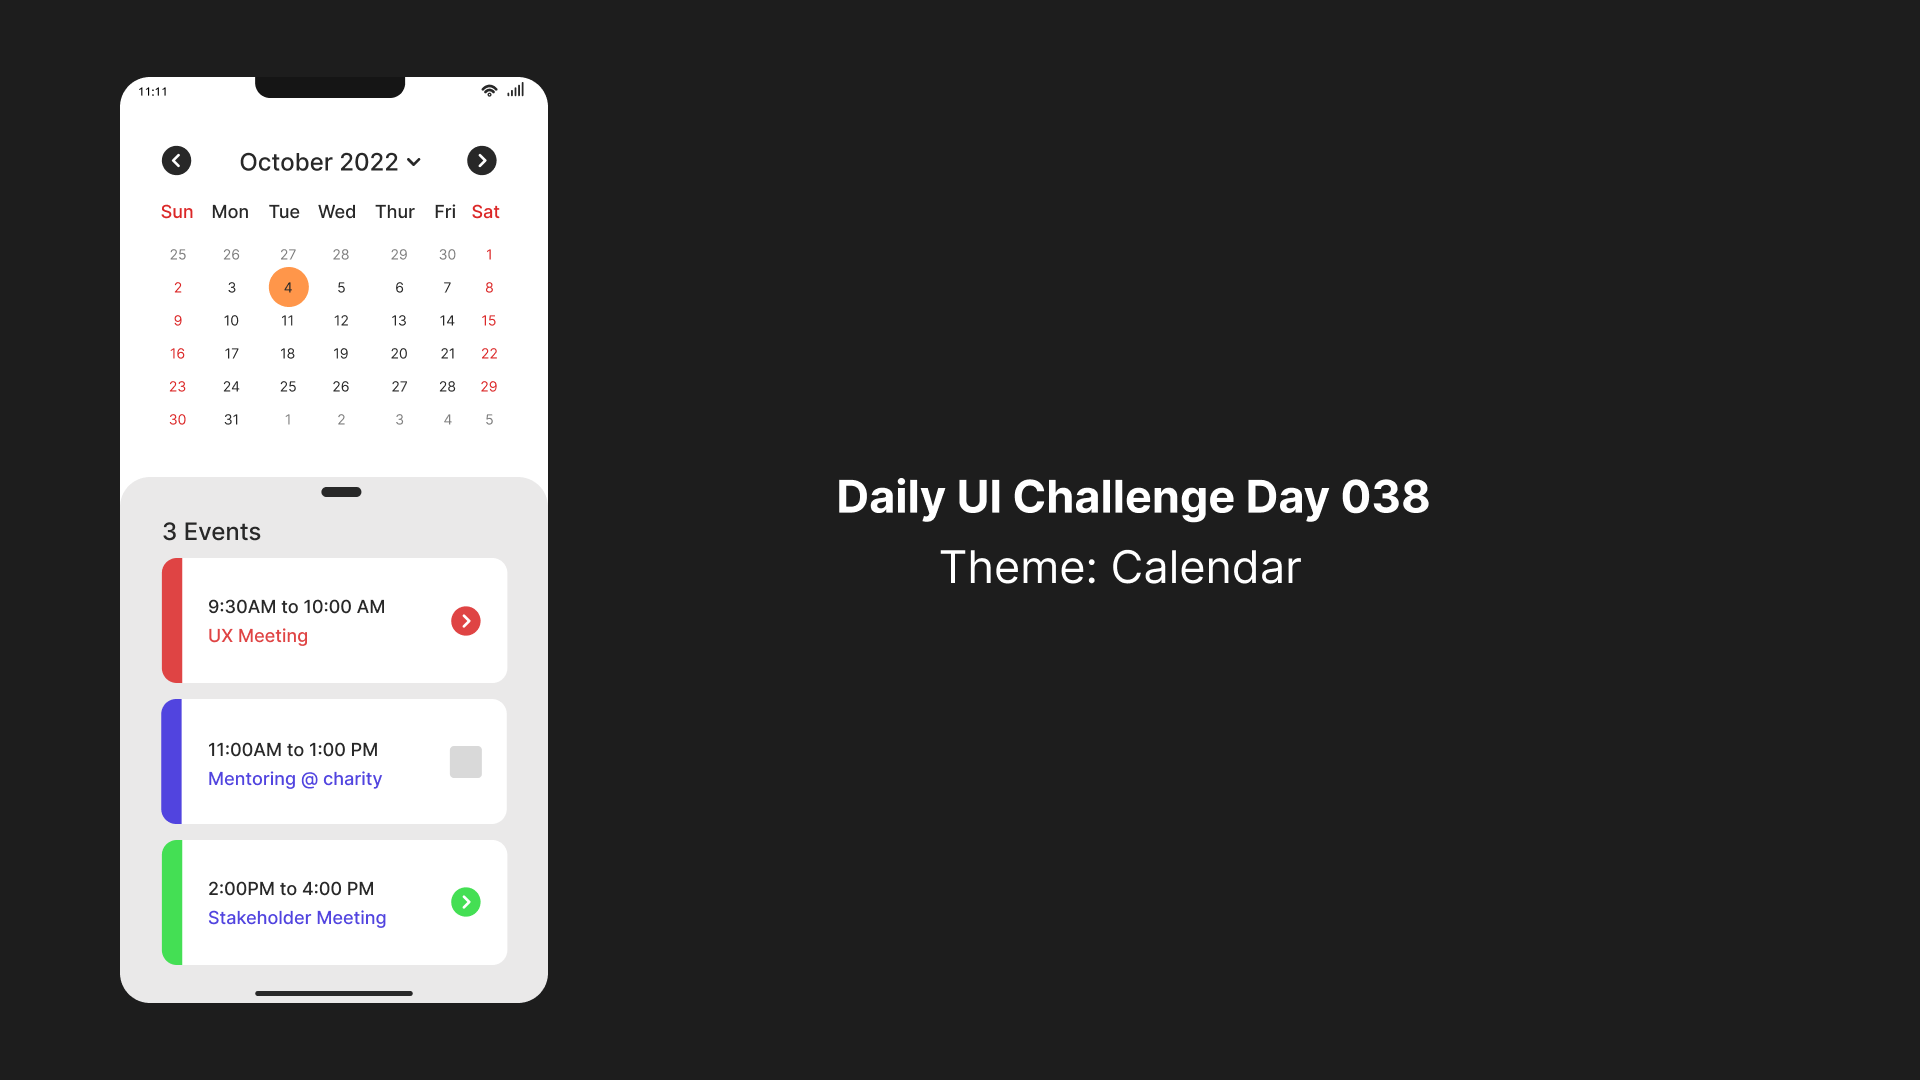 11:11
October 2022
Sun Mon Tue Wed Thur Fri Sat
25 26 27 28 29 30 1
2 3 4 5 6 7 8
9 10 11 12 13 14 15
16 17 18 19 20 21 22
23 24 25 26 27 28 29
30 31 1 2 3 4 5
3 Events
9:30AM to 10:00 AM
UX Meeting
11:00AM to 1:00 PM
Mentoring @ charity
2:00PM to 4:00 PM
Stakeholder Meeting
Daily UI Challenge Day 038
Theme: Calendar